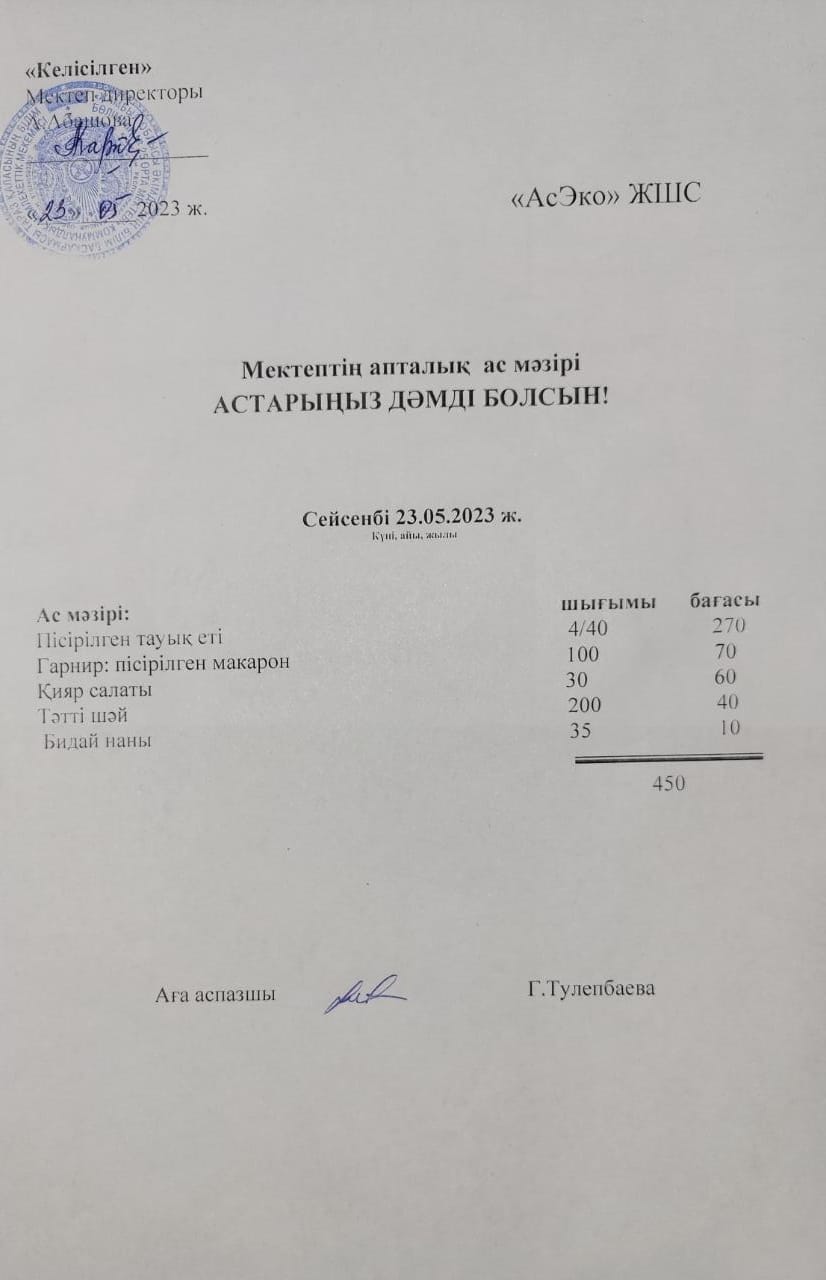 «Келісілген»
Мектеп директоры
«23» 05 2023 ж.
«АсЭко» ЖШС
Мектептің апталық ас мәзірі
АСТАРЫҢЫЗ ДӘМДІ БОЛСЫН!
Сейсенбі 23.05.2023 ж.
Күні, айы, жылы
Ас мәзірі: шығымы бағасы
Пісірілген тауық еті 4/40 270
Гарнир: пісірілген макарон 100 70
Қияр салаты 30 60
Тәтті шәй 200 40
Бидай наны 35 10
450
Аға аспазшы Г.Тулепбаева